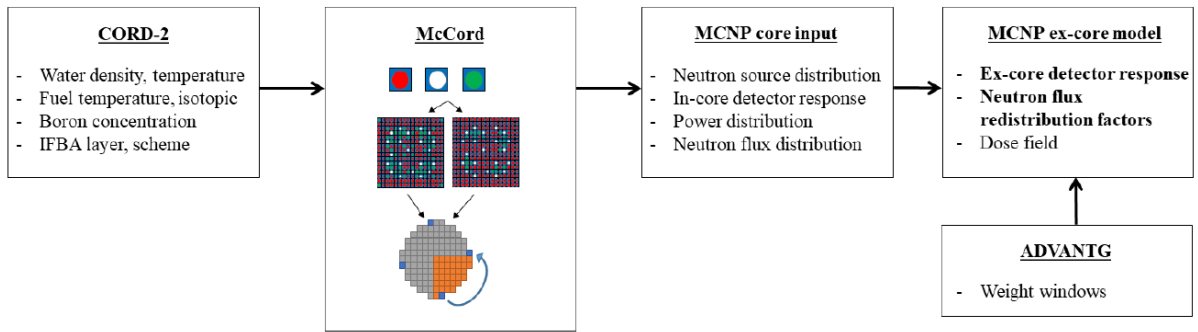 CORD-2
- Water density, temperature
- Fuel temperature, isotopic
- Boron concentration
- IFBA layer, scheme
McCord
MCNP core input
- Neutron source distribution
- In-core detector response
- Power distribution
- Neutron flux distribution
MCNP ex-core model
- Ex-core detector response
- Neutron flux
redistribution factors
- Dose field
ADVANTG
- Weight windows